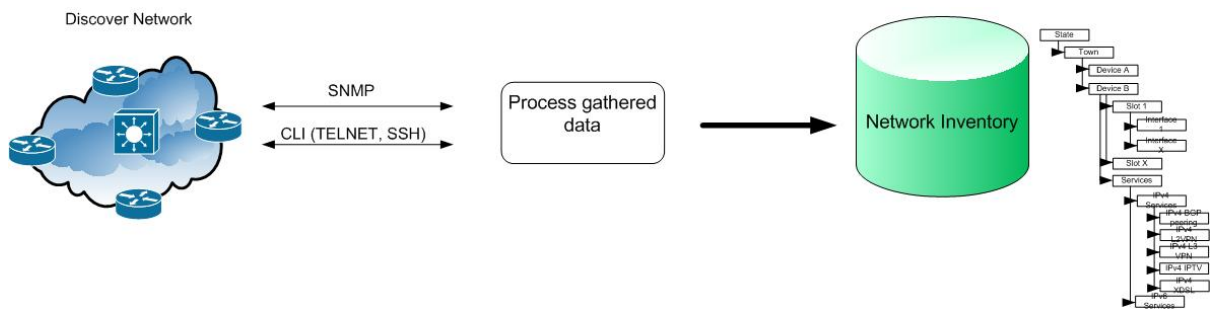 Discover Network
SNMP
CLI (TELNET, SSH)
Process gathered
data
Network Inventory
State
Town
Device A
Device B
Slot 1
Interface
1
Interface
X
Slot X
Services
IPv4
Services
IPv4 BGP
peering
IPv4
L2VPN
IPv4 L3
VPN
IPv4 IPTV
IPv4
XDSL
IPv6
Services